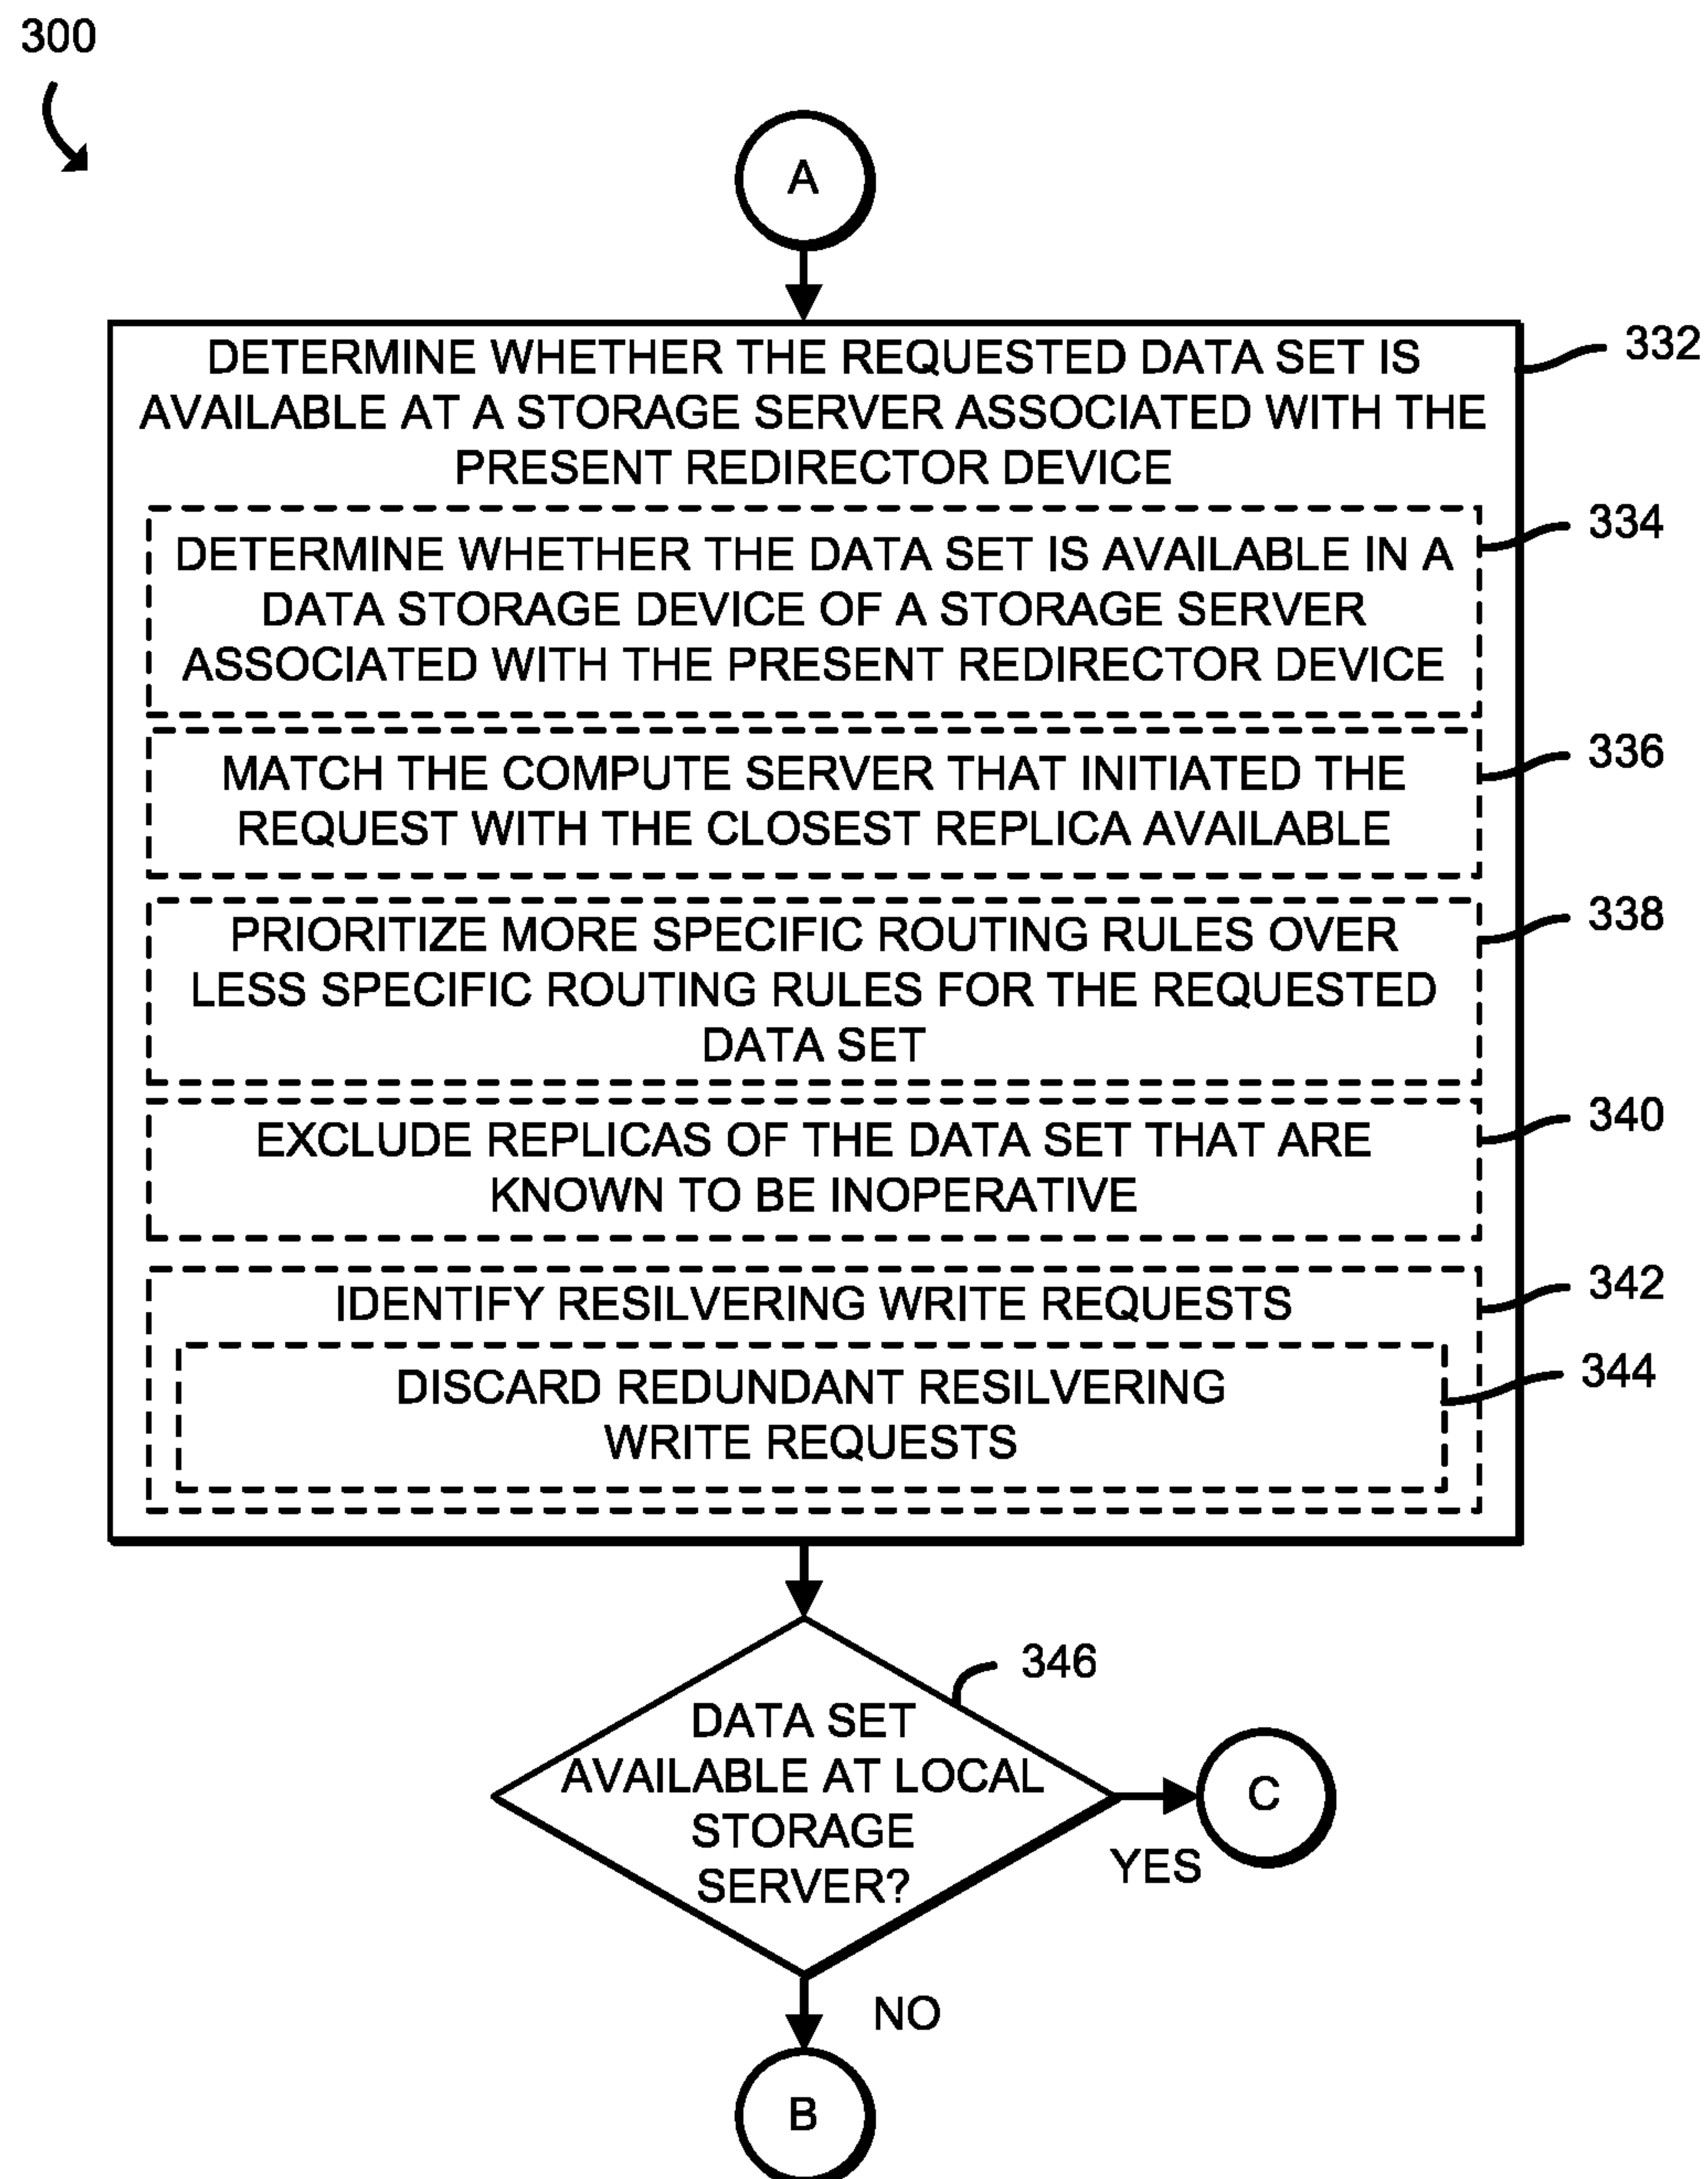 300
A
DETERMINE WHETHER THE REQUESTED DATA SET IS
AVAILABLE AT A STORAGE SERVER ASSOCIATED WITH THE
PRESENT REDIRECTOR DEVICE
332
DETERMINE WHETHER THE DATA SET IS AVAILABLE IN A
DATA STORAGE DEVICE OF A STORAGE SERVER
ASSOCIATED WITH THE PRESENT REDIRECTOR DEVICE
334
MATCH THE COMPUTE SERVER THAT INITIATED THE
REQUEST WITH THE CLOSEST REPLICA AVAILABLE
336
PRIORITIZE MORE SPECIFIC ROUTING RULES OVER
LESS SPECIFIC ROUTING RULES FOR THE REQUESTED
DATA SET
338
EXCLUDE REPLICAS OF THE DATA SET THAT ARE
KNOWN TO BE INOPERATIVE
340
IDENTIFY RESILVERING WRITE REQUESTS
342
DISCARD REDUNDANT RESILVERING
WRITE REQUESTS
344
346
DATA SET
AVAILABLE AT LOCAL
STORAGE
SERVER?
YES
C
NO
B